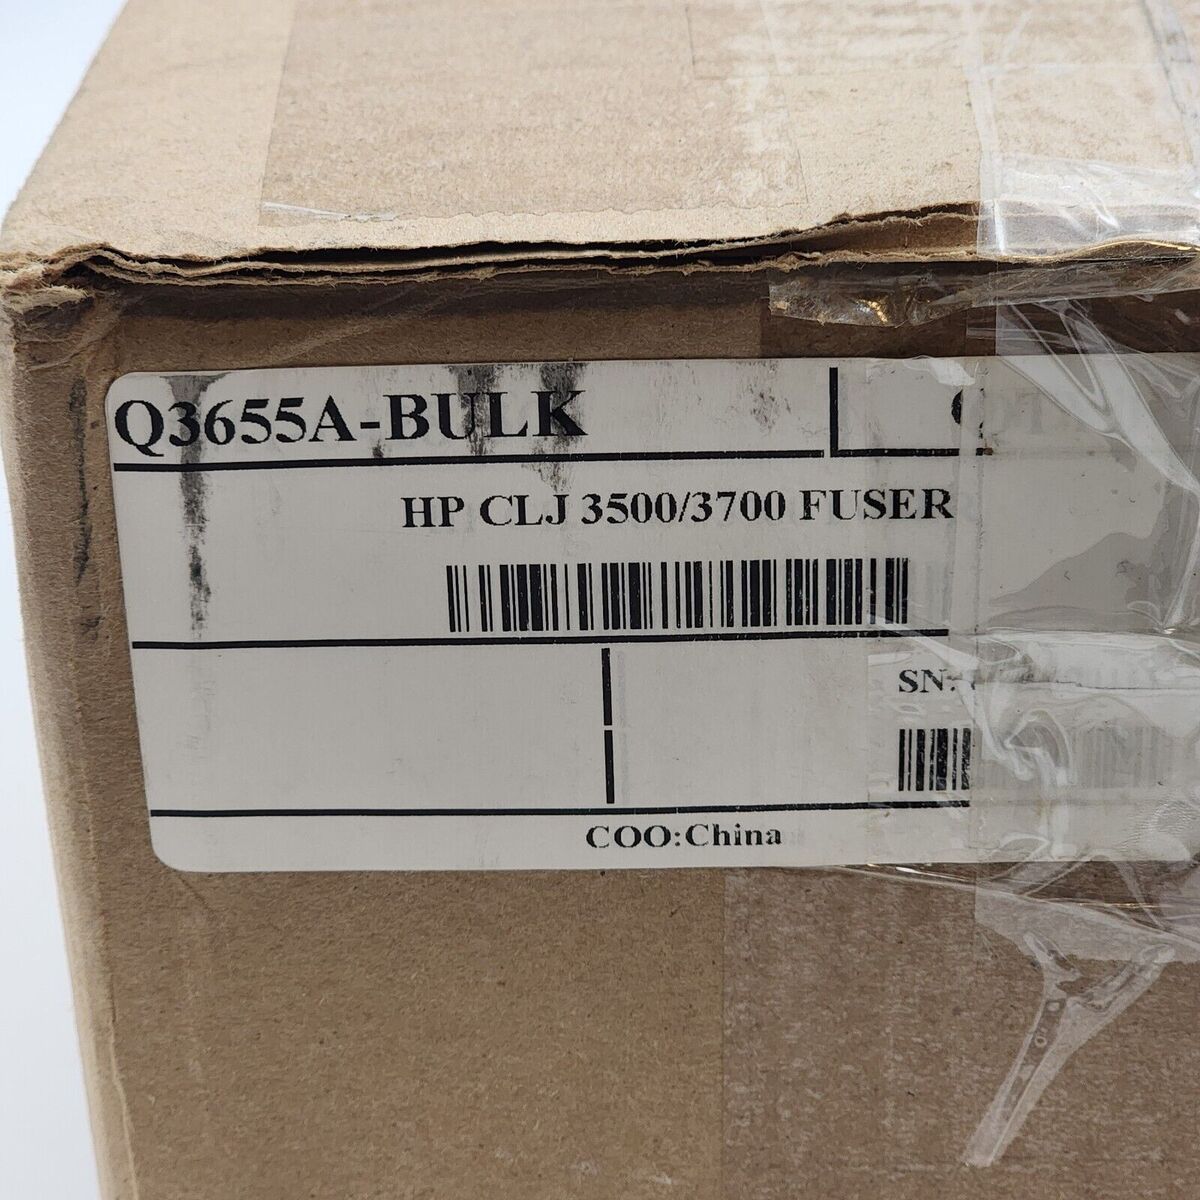 Q3655A-BULK
HP CLJ 3500/3700 FUSER
SN:
COO:China